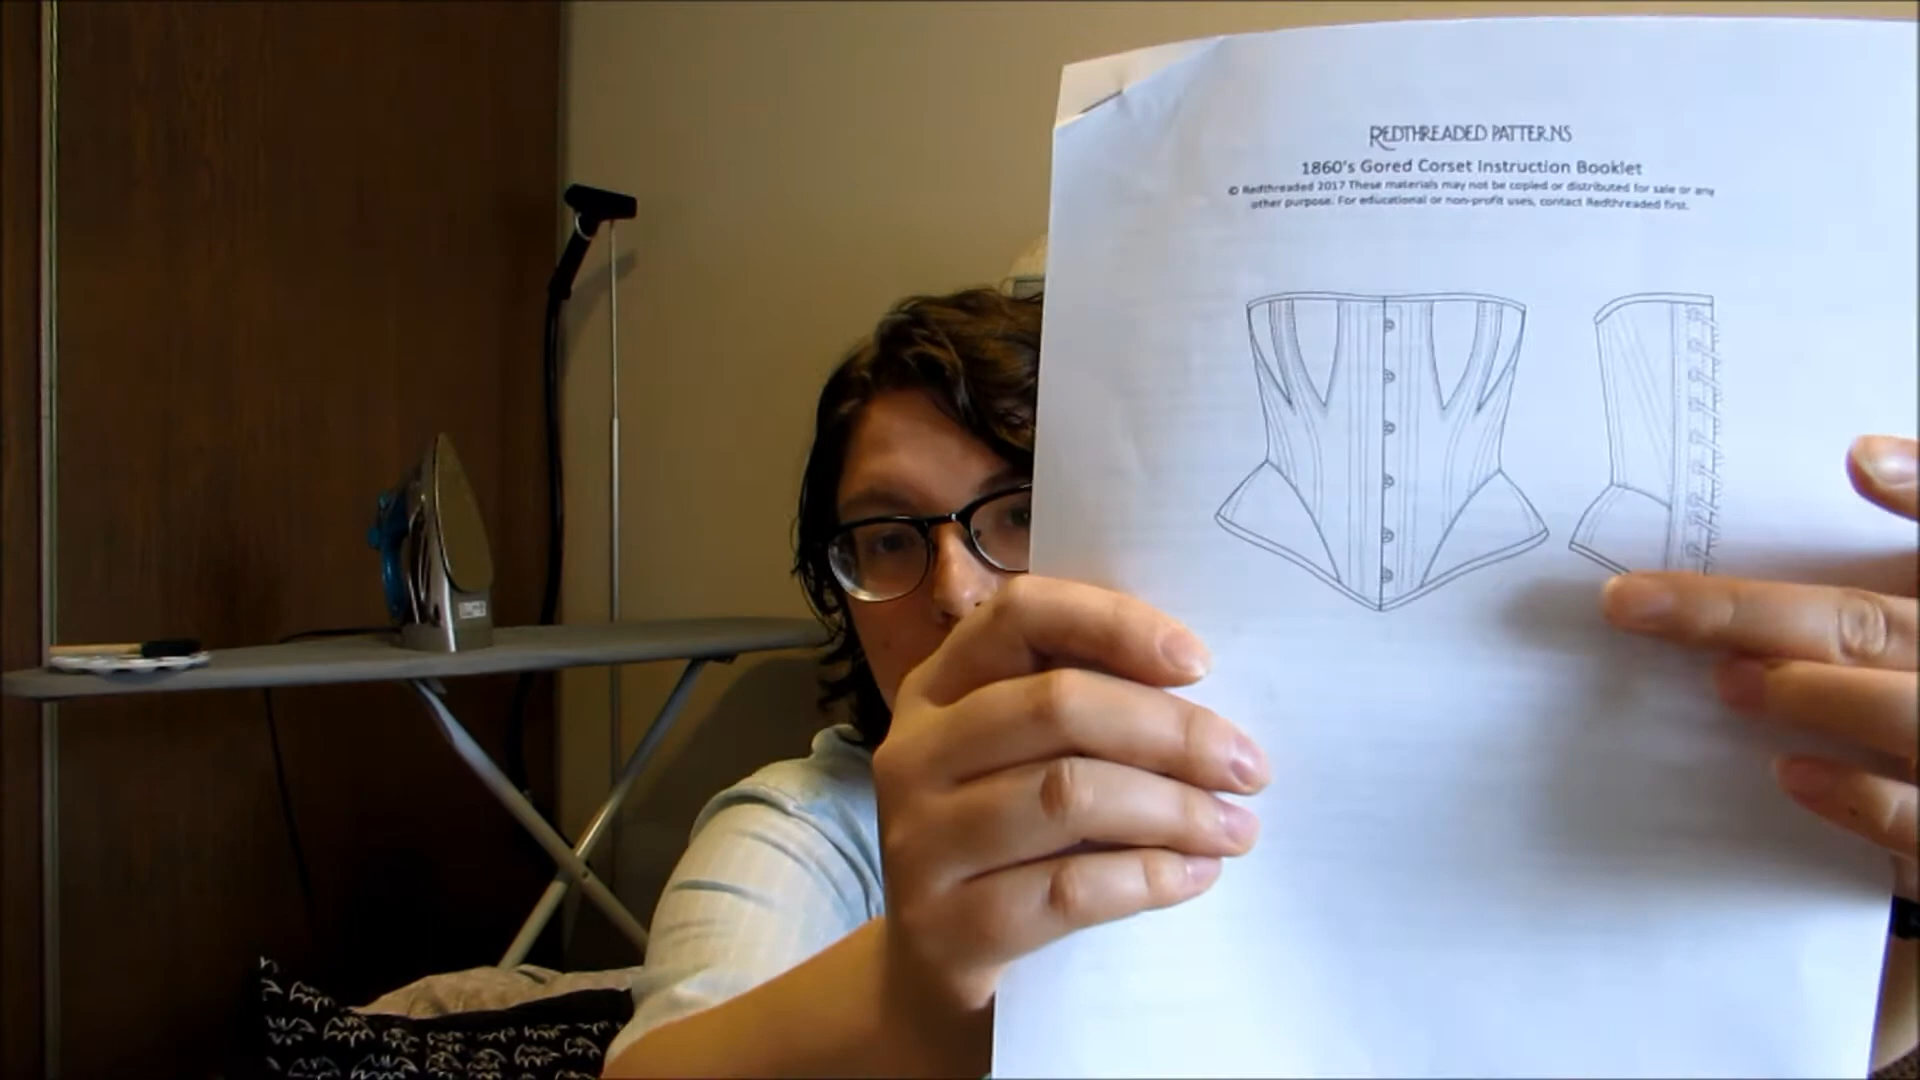 REDTHREADED PATTERNS
1860's Gored Corset Instruction Booklet
© Redthreaded 2017 These materials may not be copied or distributed for sale or any
other purpose. For educational or non-profit uses, contact Redthreaded first.